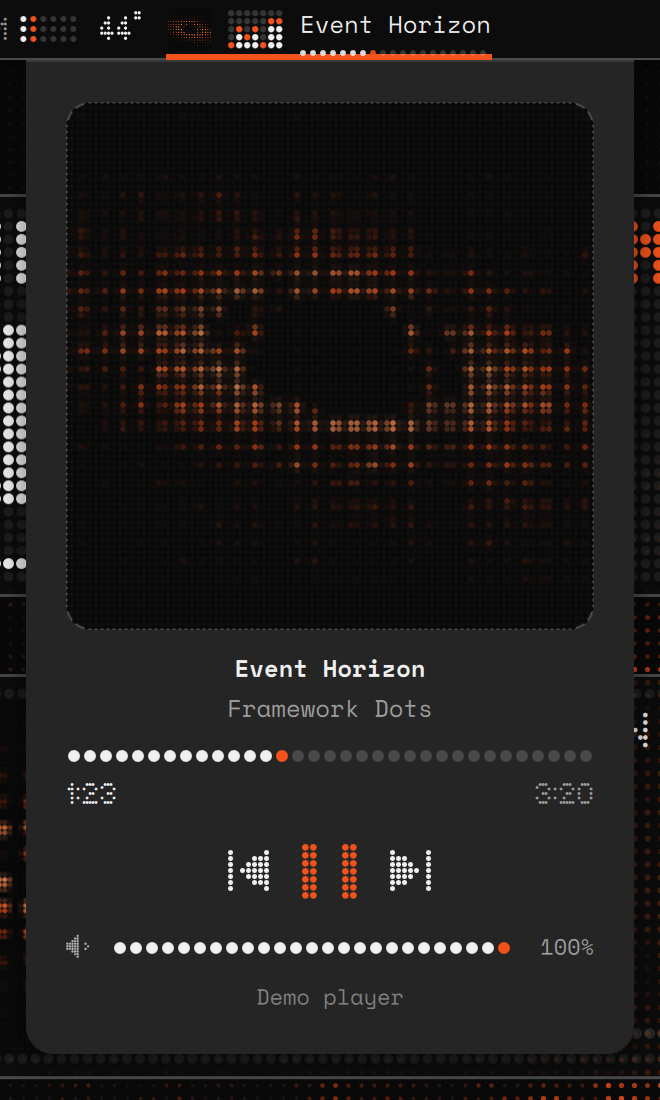 44°
Event Horizon
Event Horizon
Framework Dots
1:23
3:20
100%
Demo player